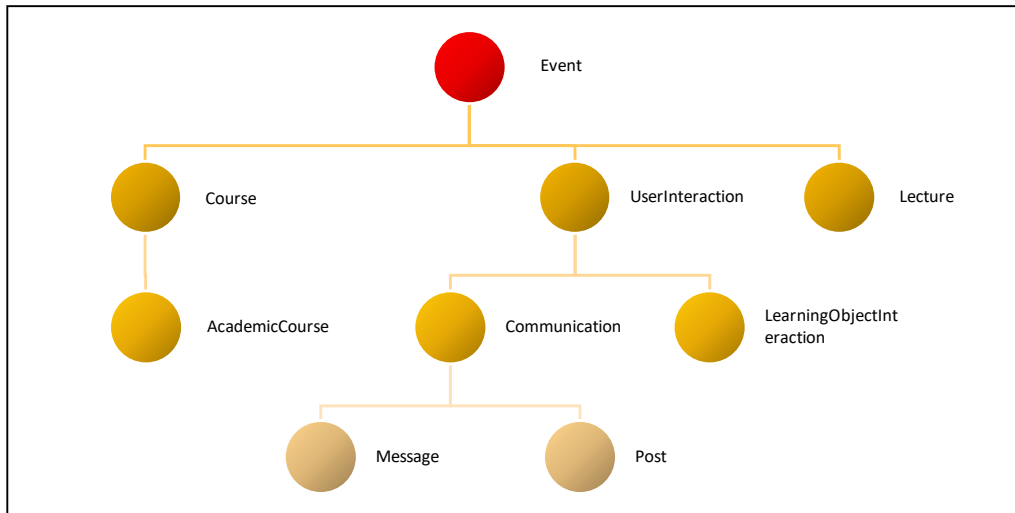 Event
Course
UserInteraction
Lecture
AcademicCourse
Communication
LearningObjectInt
eraction
Message
Post